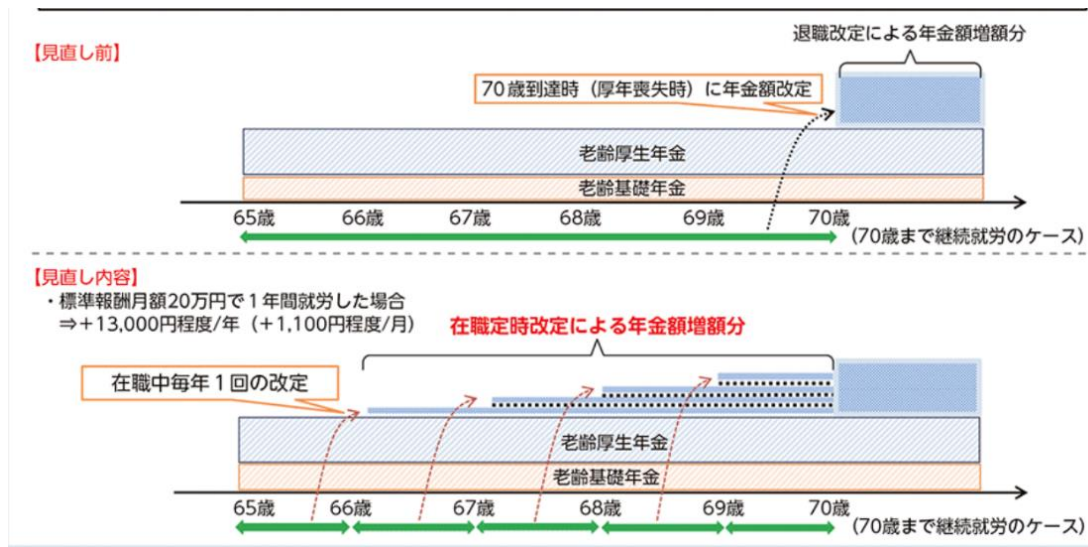 【見直し前】
退職改定による年金額増額分
70歳到達時（厚年喪失時）に年金額改定
老齢厚生年金
老齢基礎年金
65歳 66歳 67歳 68歳 69歳 70歳
(70歳まで継続就労のケース)
【見直し内容】
・標準報酬月額20万円で1年間就労した場合
⇒＋13,000円程度/年（＋1,100円程度/月）
在職定時改定による年金額増額分
在職中毎年1回の改定
老齢厚生年金
老齢基礎年金
65歳 66歳 67歳 68歳 69歳 70歳
(70歳まで継続就労のケース)